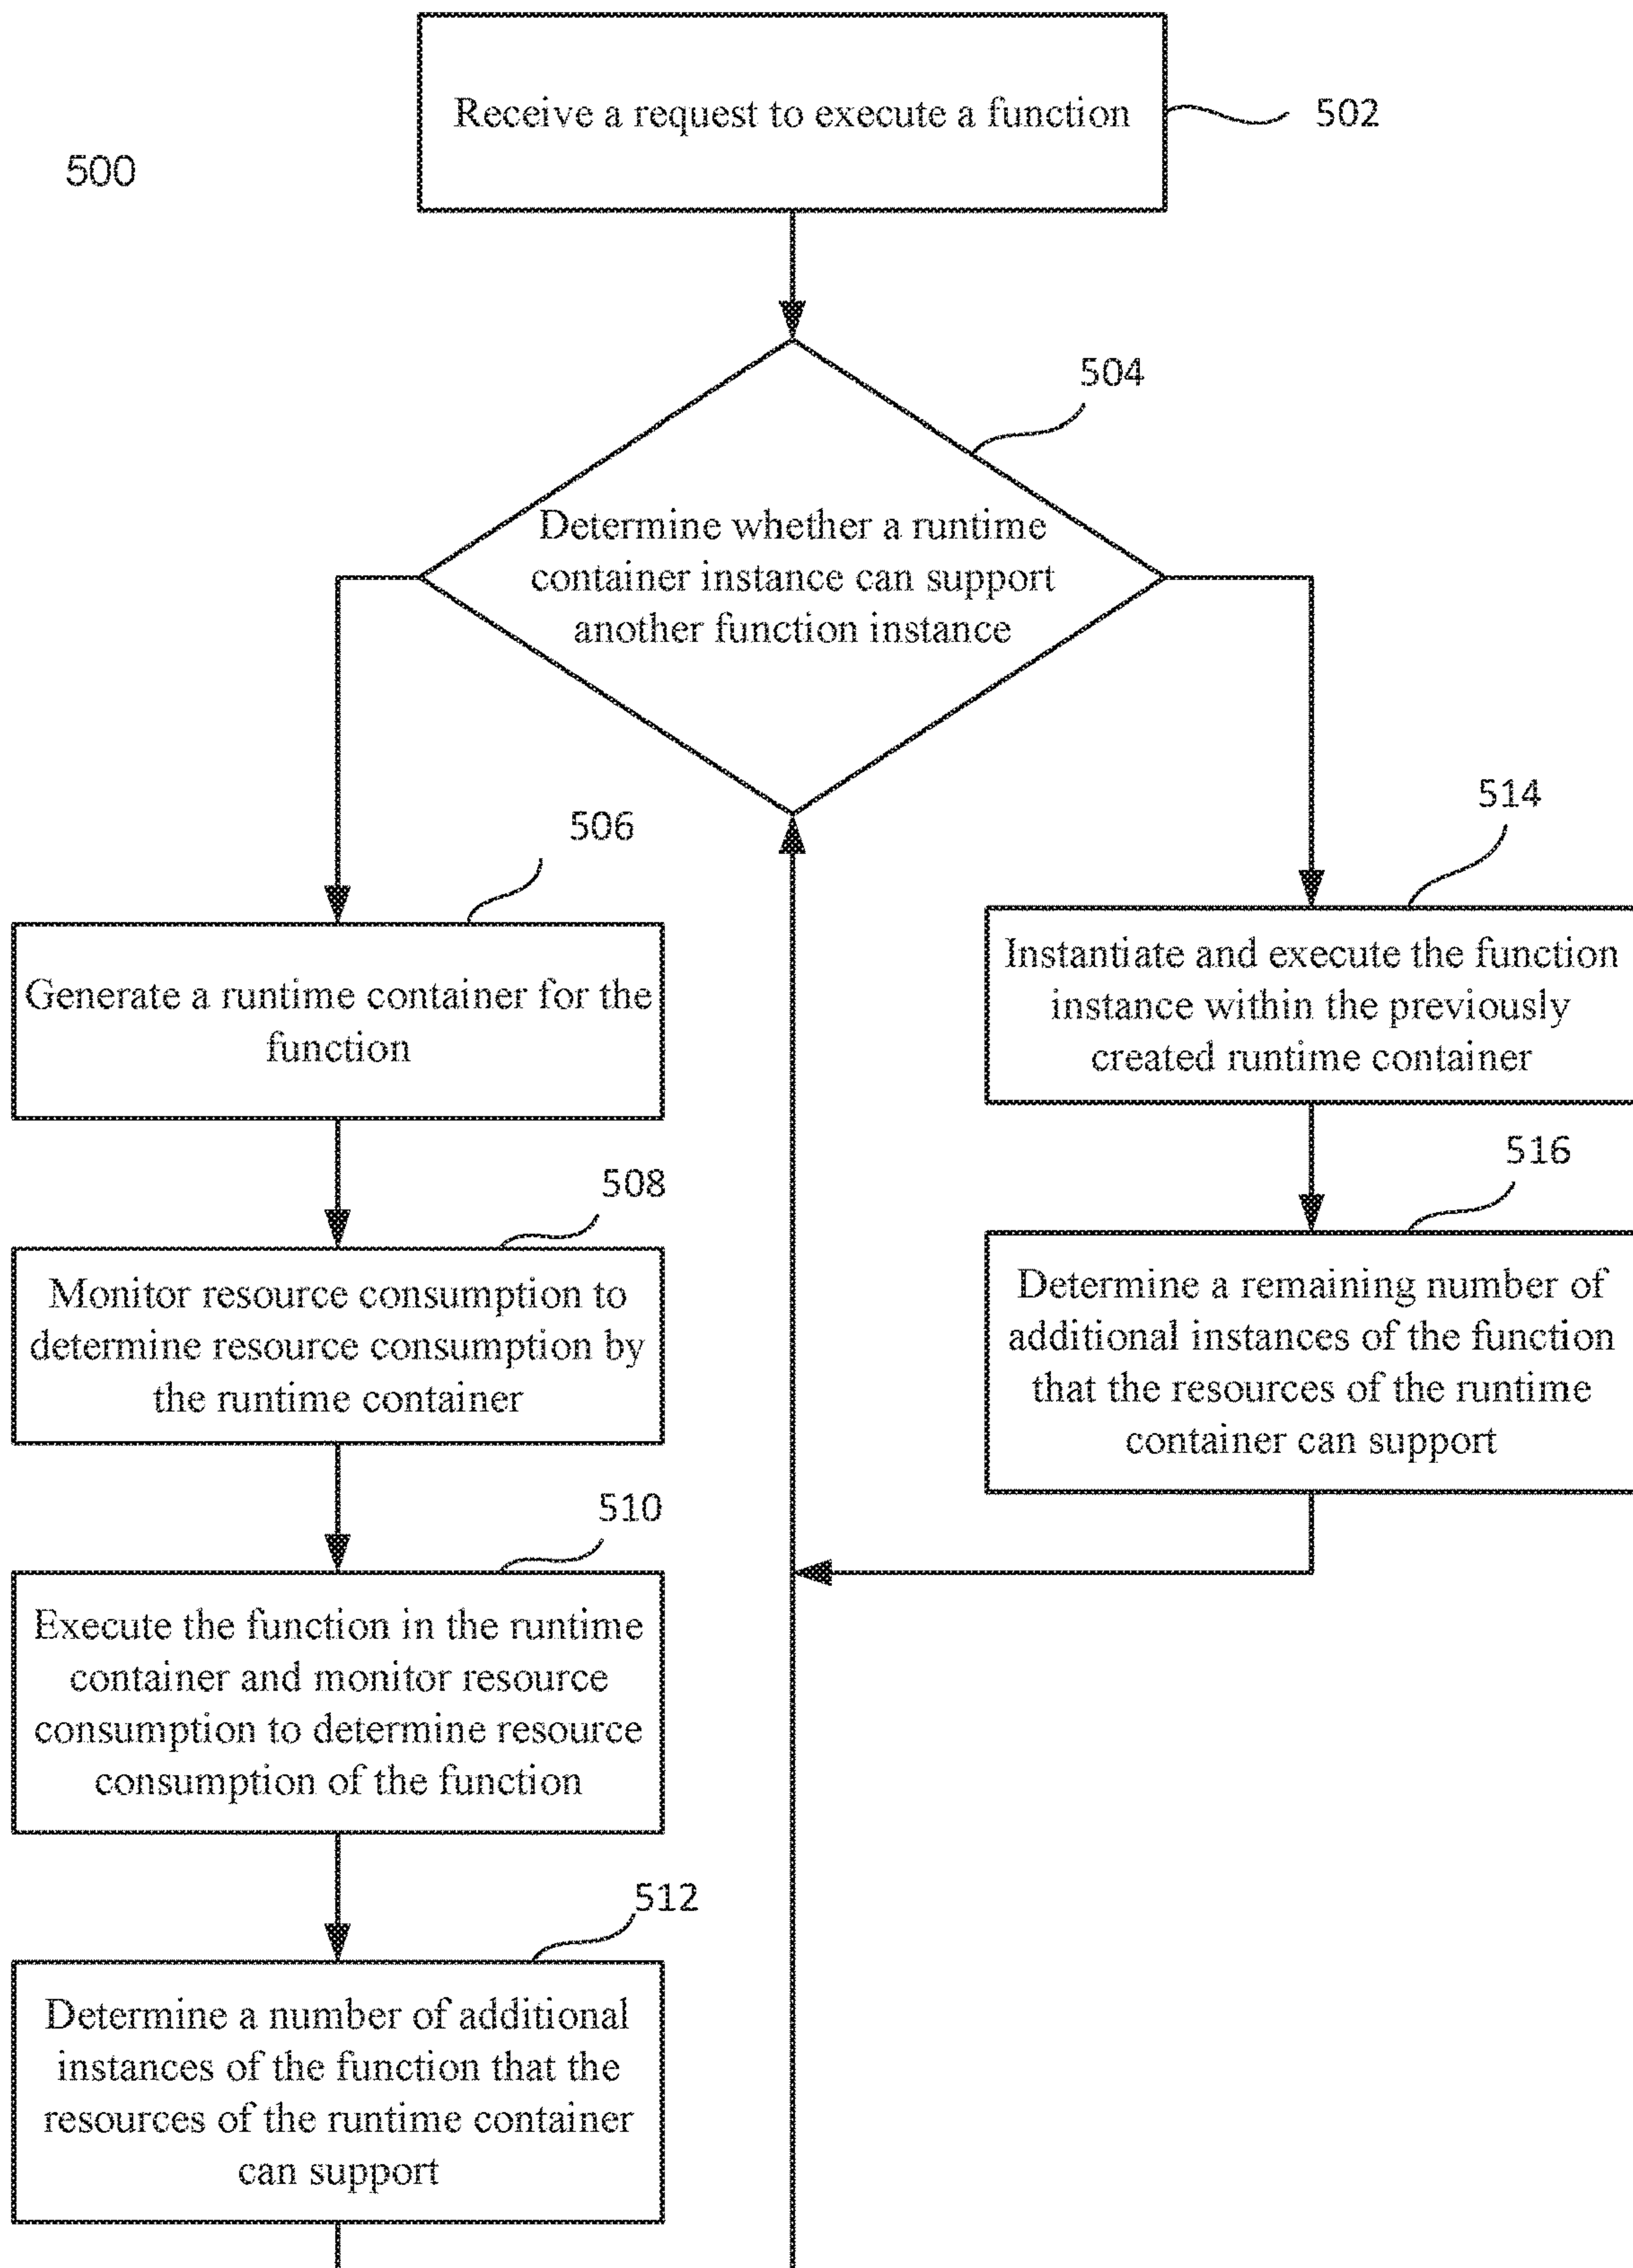 Receive a request to execute a function
502
500
504
Determine whether a runtime
container instance can support
another function instance
506
Generate a runtime container for the
function
508
Monitor resource consumption to
determine resource consumption by
the runtime container
510
Execute the function in the runtime
container and monitor resource
consumption to determine resource
consumption of the function
512
Determine a number of additional
instances of the function that the
resources of the runtime container
can support
514
Instantiate and execute the function
instance within the previously
created runtime container
516
Determine a remaining number of
additional instances of the function
that the resources of the runtime
container can support